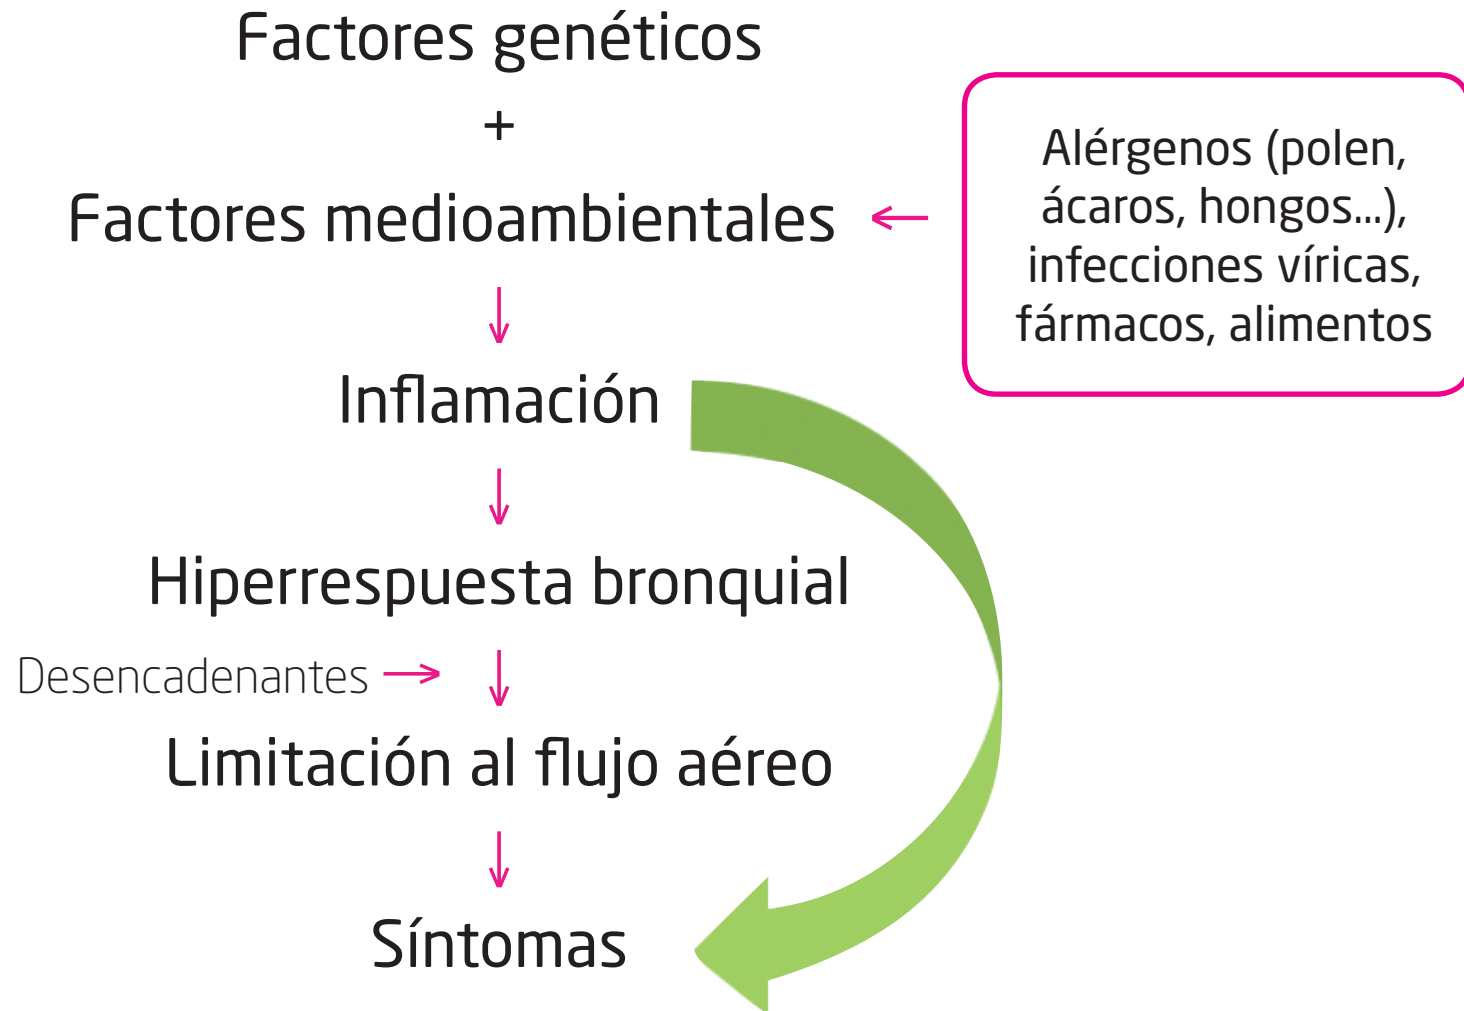 Factores genéticos
+
Factores medioambientales
Alérgenos (polen,
ácaros, hongos...),
infecciones víricas,
fármacos, alimentos
Inflamación
Hiperrespuesta bronquial
Desencadenantes
Limitación al flujo aéreo
Síntomas